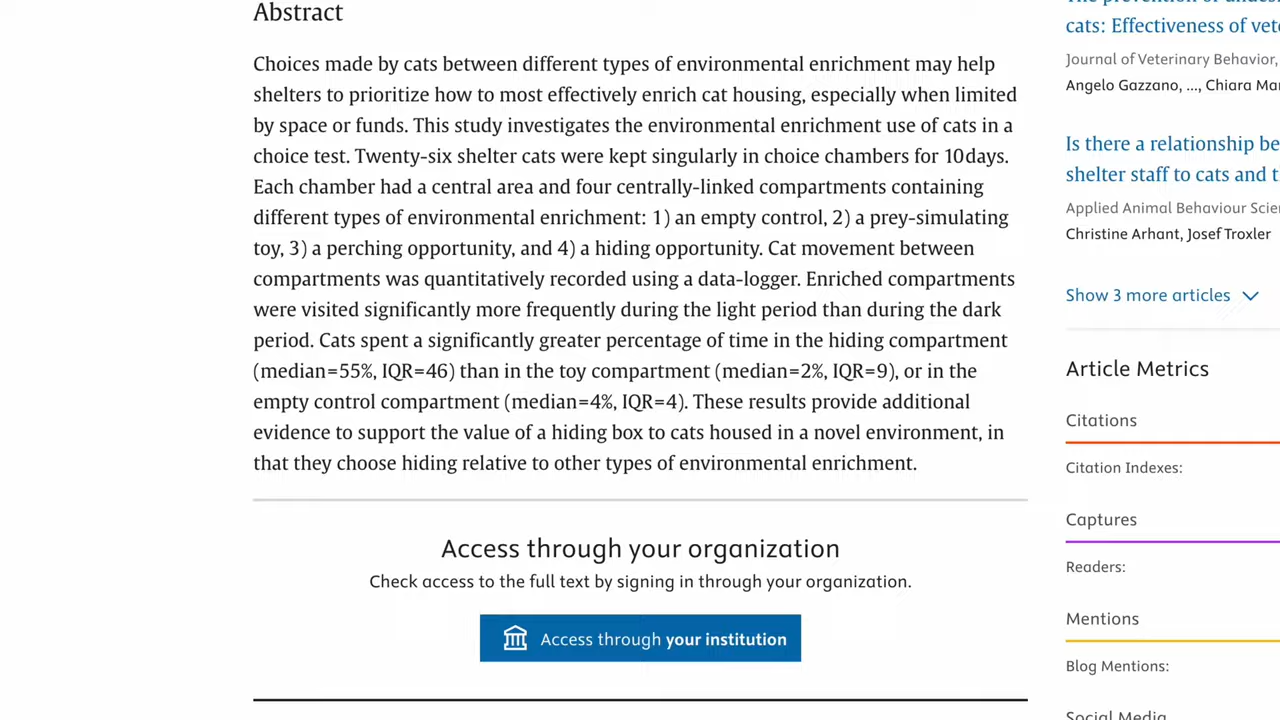 Abstract
Choices made by cats between different types of environmental enrichment may help
shelters to prioritize how to most effectively enrich cat housing, especially when limited
by space or funds. This study investigates the environmental enrichment use of cats in a
choice test. Twenty-six shelter cats were kept singularly in choice chambers for 10 days.
Each chamber had a central area and four centrally-linked compartments containing
different types of environmental enrichment: 1) an empty control, 2) a prey-simulating
toy, 3) a perching opportunity, and 4) a hiding opportunity. Cat movement between
compartments was quantitatively recorded using a data-logger. Enriched compartments
were visited significantly more frequently during the light period than during the dark
period. Cats spent a significantly greater percentage of time in the hiding compartment
(median=55%, IQR=46) than in the toy compartment (median=2%, IQR=9), or in the
empty control compartment (median=4%, IQR=4). These results provide additional
evidence to support the value of a hiding box to cats housed in a novel environment, in
that they choose hiding relative to other types of environmental enrichment.
Access through your organization
Check access to the full text by signing in through your organization.
Access through your institution
cats: Effectiveness of
Journal of Veterinary Behavior,
Angelo Gazzano, ..., Chiara
Is there a relationship
shelter staff to cats and
Applied Animal Behaviour
Christine Arhant, Josef Troxler
Show 3 more articles
Article Metrics
Citations
Citation Indexes:
Captures
Readers:
Mentions
Blog Mentions:
Social Media